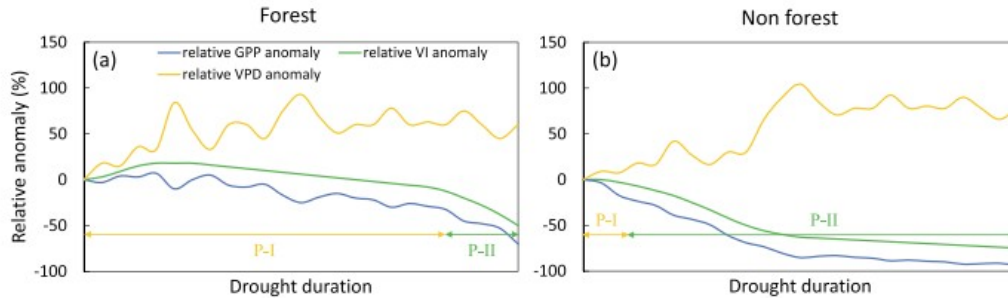 Forest
Non forest
(a)
relative GPP anomaly
relative VI anomaly
relative VPD anomaly
(b)
Relative anomaly (%)
150
100
50
0
-50
-100
P-I
P-II
Drought duration
150
100
50
0
-50
-100
P-I
P-II
Drought duration